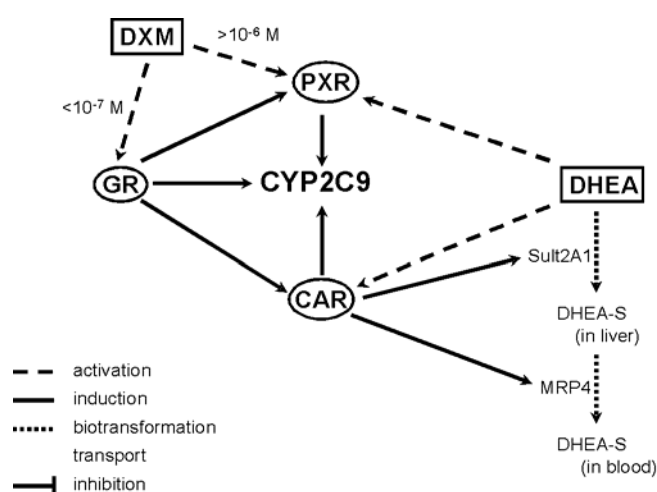 DXM
>10⁻⁶ M
PXR
<10⁻⁷ M
GR
CYP2C9
DHEA
Sult2A1
CAR
DHEA-S
(in liver)
activation
MRP4
induction
biotransformation
transport
DHEA-S
(in blood)
inhibition